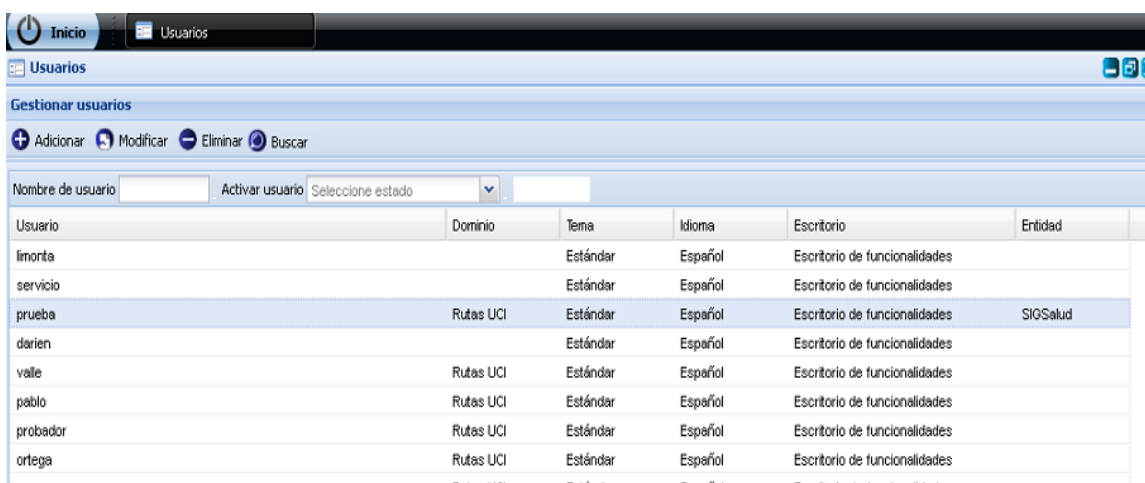 Inicio Usuarios
Usuarios
Gestionar usuarios
Adicionar Modificar Eliminar Buscar
Nombre de usuario Activar usuario Seleccione estado
Usuario Dominio Tema Idioma Escritorio Entidad
limonta Estándar Español Escritorio de funcionalidades
servicio Estándar Español Escritorio de funcionalidades
prueba Rutas UCI Estándar Español Escritorio de funcionalidades SIGSalud
darien Estándar Español Escritorio de funcionalidades
valle Rutas UCI Estándar Español Escritorio de funcionalidades
pablo Rutas UCI Estándar Español Escritorio de funcionalidades
probador Rutas UCI Estándar Español Escritorio de funcionalidades
ortega Rutas UCI Estándar Español Escritorio de funcionalidades